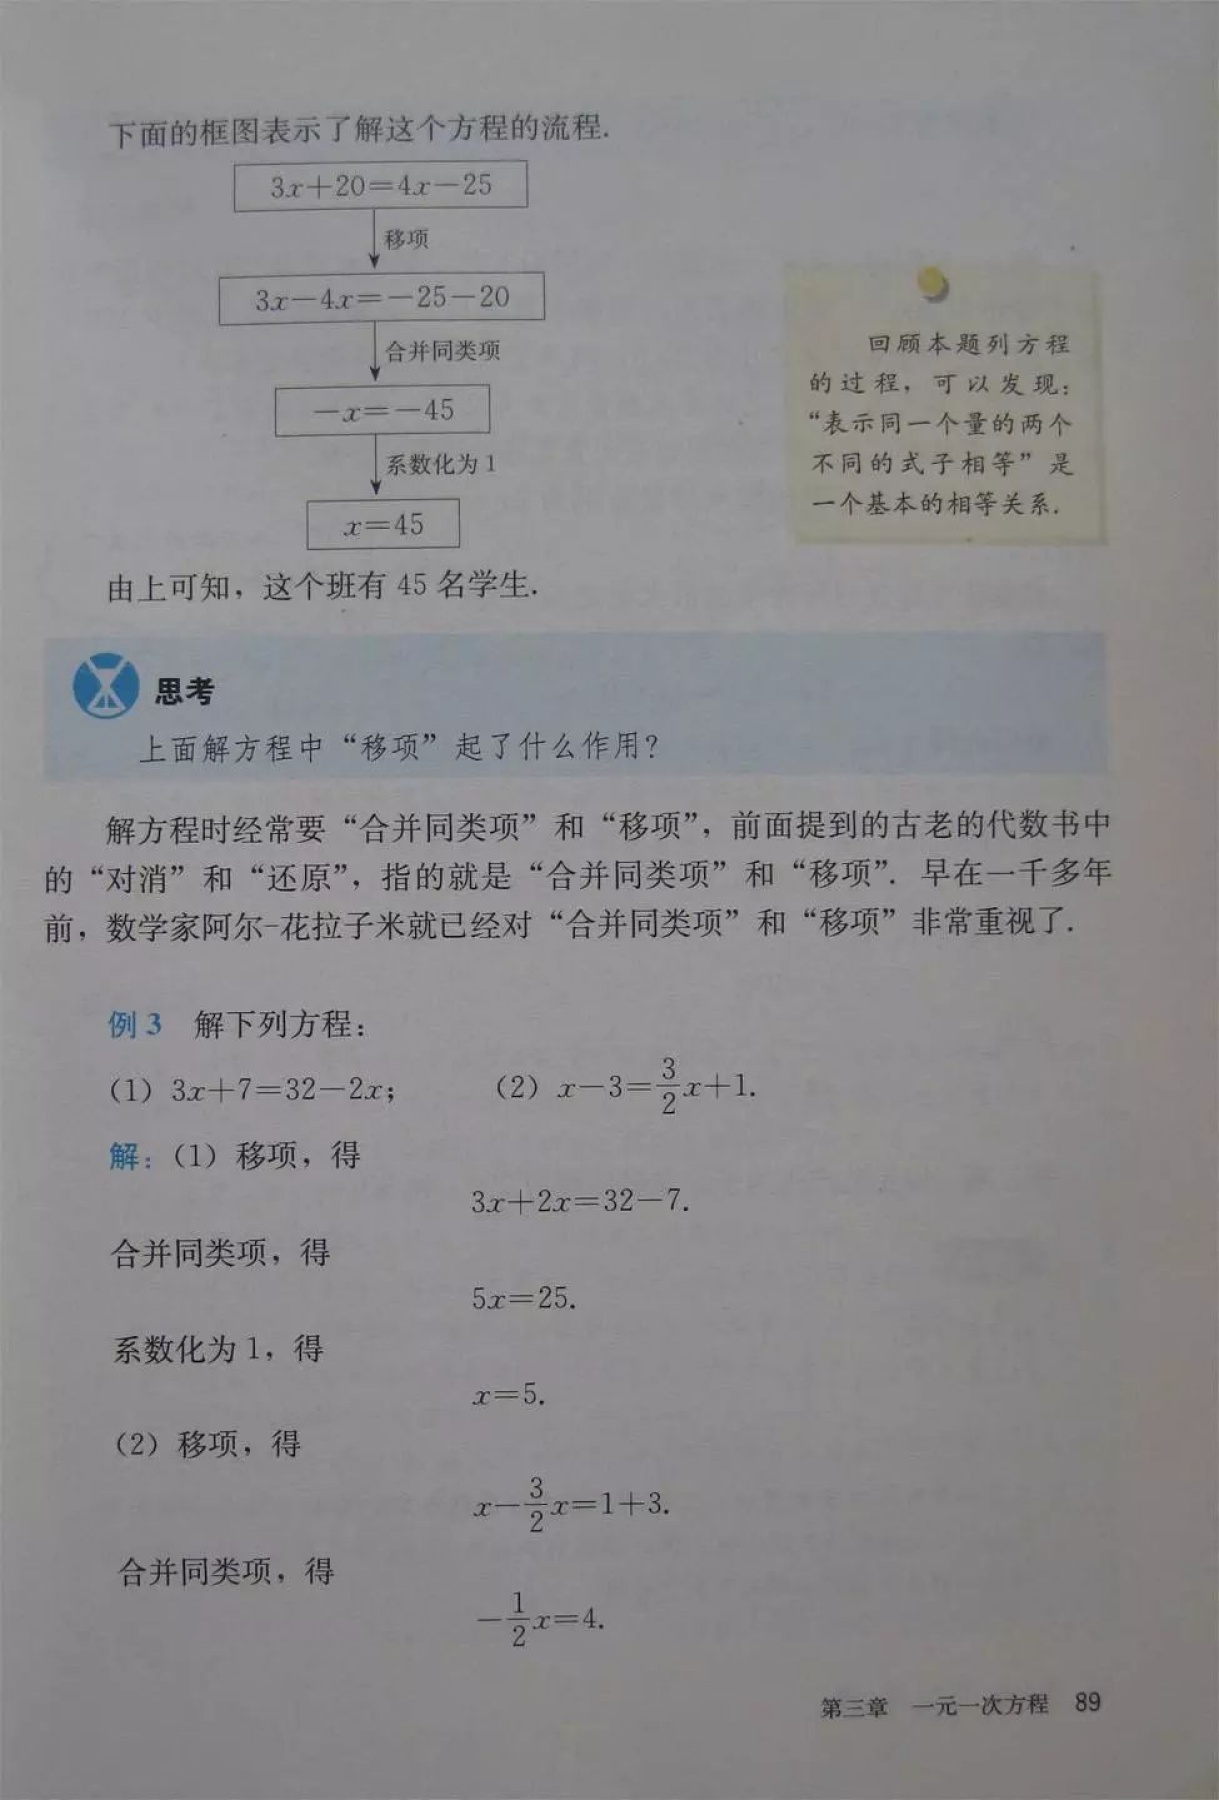 下面的框图表示了解这个方程的流程.
3x+20=4x-25
移项
3x-4x=-25-20
合并同类项
-x=-45
系数化为1
x=45
回顾本题列方程
的过程，可以发现：
“表示同一个量的两个
不同的式子相等”是
一个基本的相等关系.
由上可知，这个班有 45 名学生.
思考
上面解方程中“移项”起了什么作用？
解方程时经常要“合并同类项”和“移项”，前面提到的古老的代数书中
的“对消”和“还原”，指的就是“合并同类项”和“移项”. 早在一千多年
前，数学家阿尔-花拉子米就已经对“合并同类项”和“移项”非常重视了.
例 3 解下列方程：
(1) 3x+7=32-2x； (2) x-3=3/2x+1.
解：(1) 移项，得
3x+2x=32-7.
合并同类项，得
5x=25.
系数化为 1，得
x=5.
(2) 移项，得
x-3/2x=1+3.
合并同类项，得
-1/2x=4.
第三章 一元一次方程 89